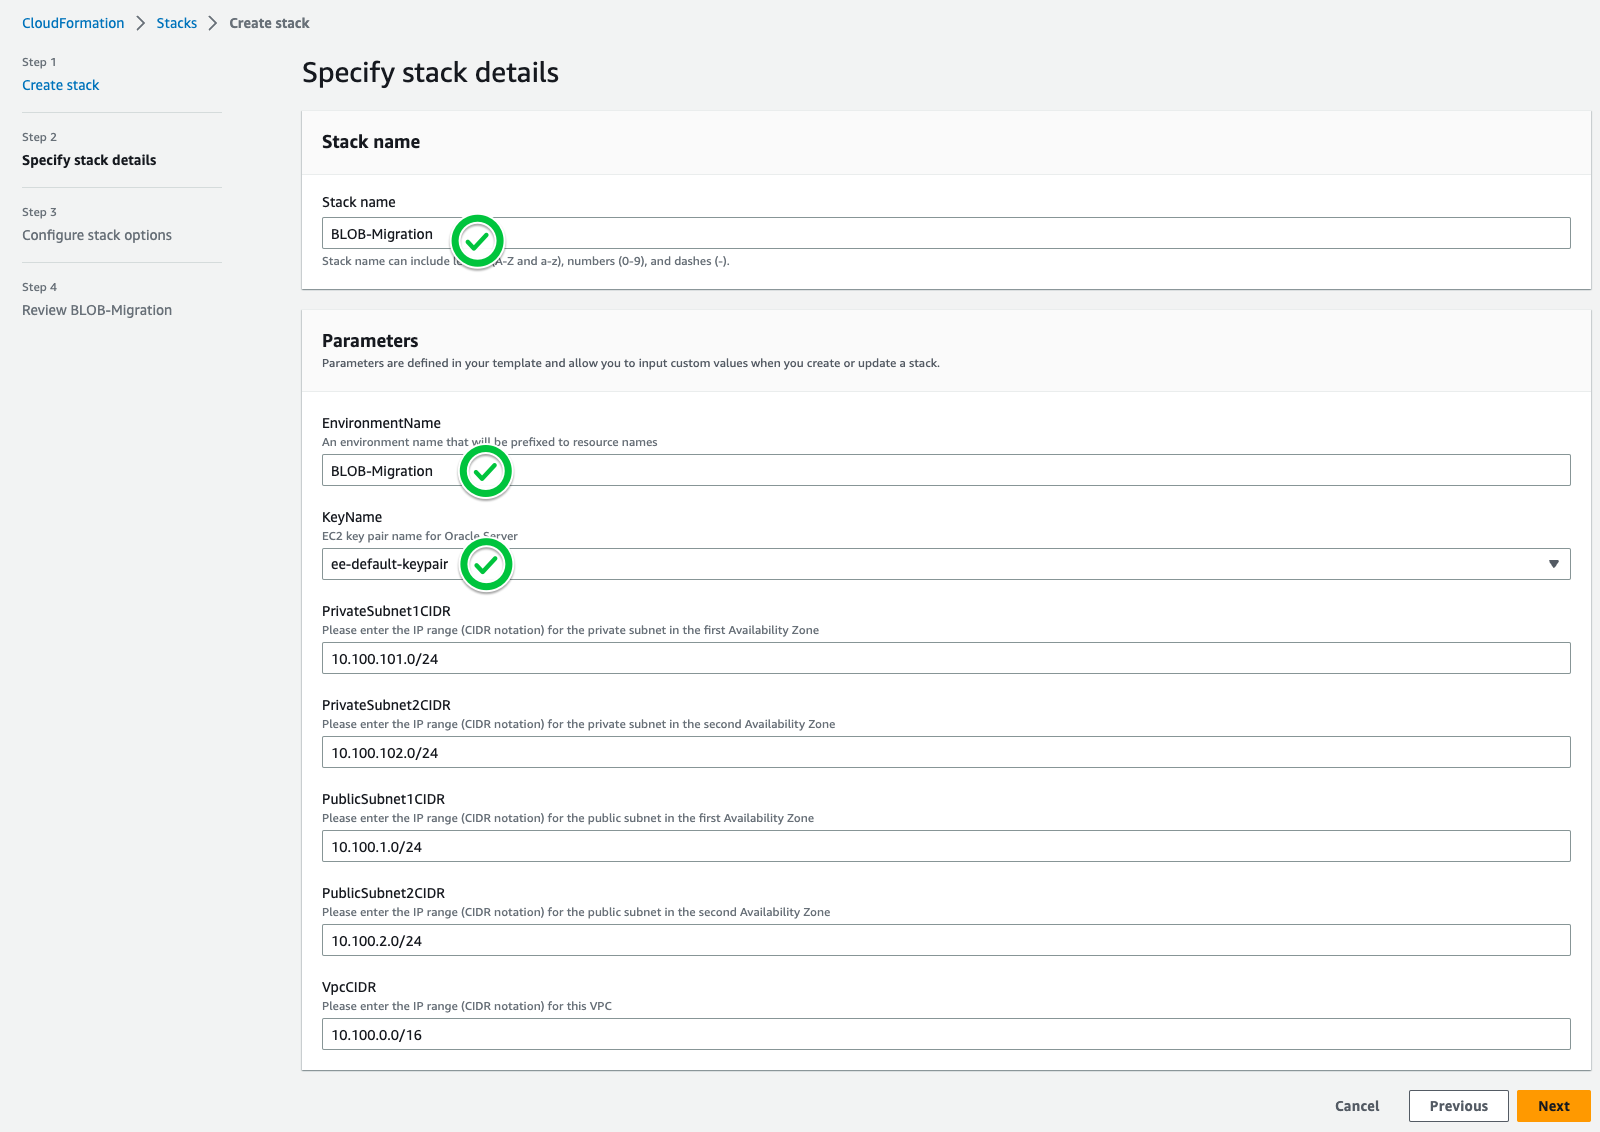 CloudFormation > Stacks > Create stack
Step 1
Create stack
Step 2
Specify stack details
Step 3
Configure stack options
Step 4
Review BLOB-Migration
Specify stack details
Stack name
Stack name
BLOB-Migration
Stack name can include (A-Z and a-z), numbers (0-9), and dashes (-).
Parameters
Parameters are defined in your template and allow you to input custom values when you create or update a stack.
EnvironmentName
An environment name that will be prefixed to resource names
BLOB-Migration
KeyName
EC2 key pair name for Oracle Server
ee-default-keypair
PrivateSubnet1CIDR
Please enter the IP range (CIDR notation) for the private subnet in the first Availability Zone
10.100.101.0/24
PrivateSubnet2CIDR
Please enter the IP range (CIDR notation) for the private subnet in the second Availability Zone
10.100.102.0/24
PublicSubnet1CIDR
Please enter the IP range (CIDR notation) for the public subnet in the first Availability Zone
10.100.1.0/24
PublicSubnet2CIDR
Please enter the IP range (CIDR notation) for the public subnet in the second Availability Zone
10.100.2.0/24
VpcCIDR
Please enter the IP range (CIDR notation) for this VPC
10.100.0.0/16
Cancel
Previous
Next